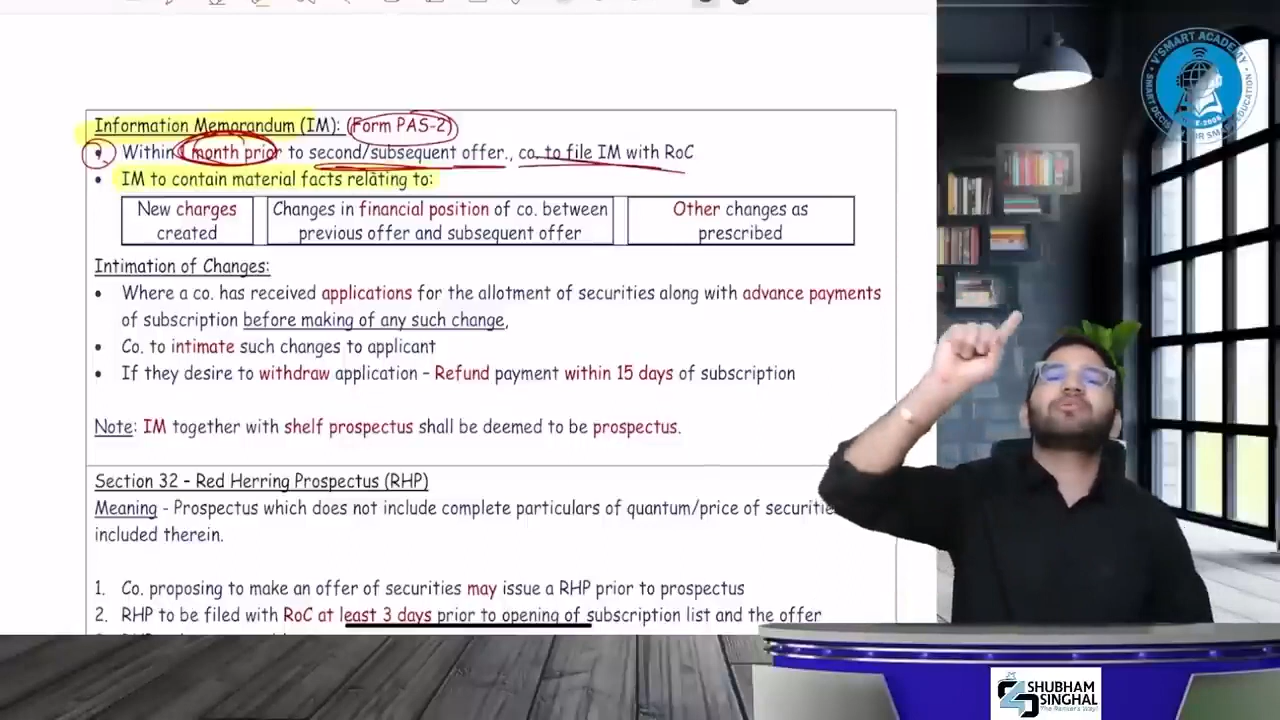 Information Memorandum (IM): (Form PAS-2)
• Within 1 month prior to second/subsequent offer., co. to file IM with RoC
• IM to contain material facts relating to:
New charges created
Changes in financial position of co. between previous offer and subsequent offer
Other changes as prescribed
Intimation of Changes:
• Where a co. has received applications for the allotment of securities along with advance payments
of subscription before making of any such change,
• Co. to intimate such changes to applicant
• If they desire to withdraw application – Refund payment within 15 days of subscription
Note: IM together with shelf prospectus shall be deemed to be prospectus.
Section 32 – Red Herring Prospectus (RHP)
Meaning - Prospectus which does not include complete particulars of quantum/price of
included therein.
1. Co. proposing to make an offer of securities may issue a RHP prior to prospectus
2. RHP to be filed with RoC at least 3 days prior to opening of subscription list and the offer
V'SMART ACADEMY
SHUBHAM
SINGHAL